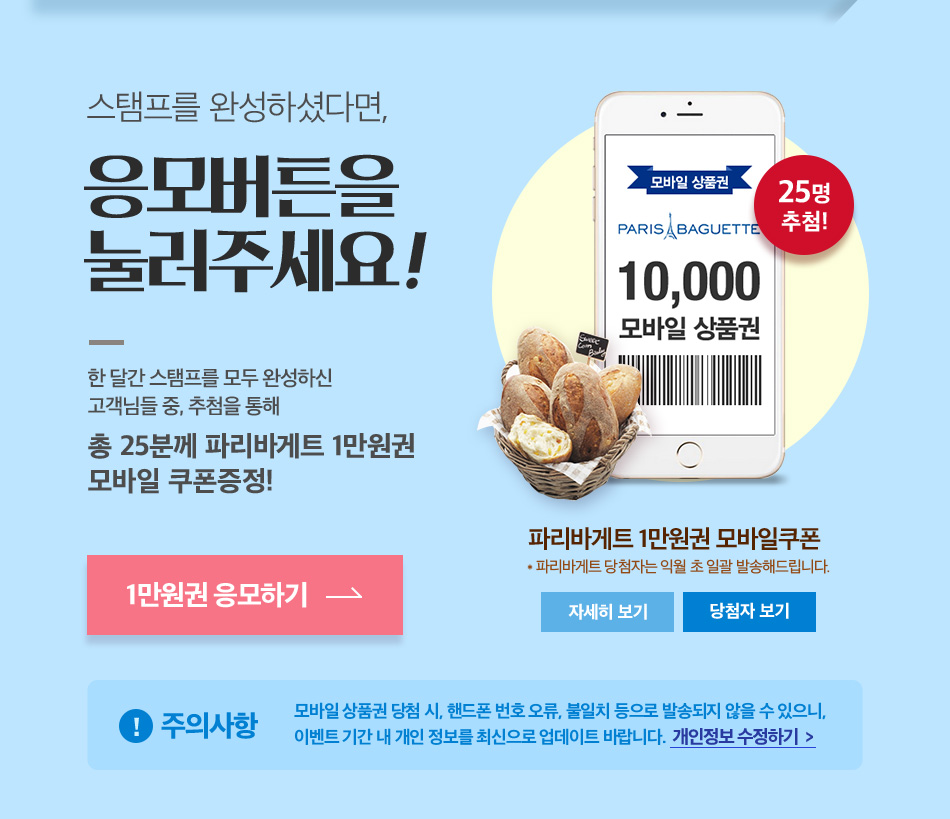 스탬프를 완성하셨다면,
응모버튼을
눌러주세요!
한 달간 스탬프를 모두 완성하신
고객님들 중, 추첨을 통해
총 25분께 파리바게트 1만원권
모바일 쿠폰증정!
1만원권 응모하기
모바일 상품권
25명
추첨!
PARIS BAGUETTE
10,000
모바일 상품권
Sweet
Corn
파리바게트 1만원권 모바일쿠폰
* 파리바게트 당첨자는 익월 초 일괄 발송해드립니다.
자세히 보기
당첨자 보기
! 주의사항
모바일 상품권 당첨 시, 핸드폰 번호 오류, 불일치 등으로 발송되지 않을 수 있으니,
이벤트 기간 내 개인 정보를 최신으로 업데이트 바랍니다. 개인정보 수정하기 >